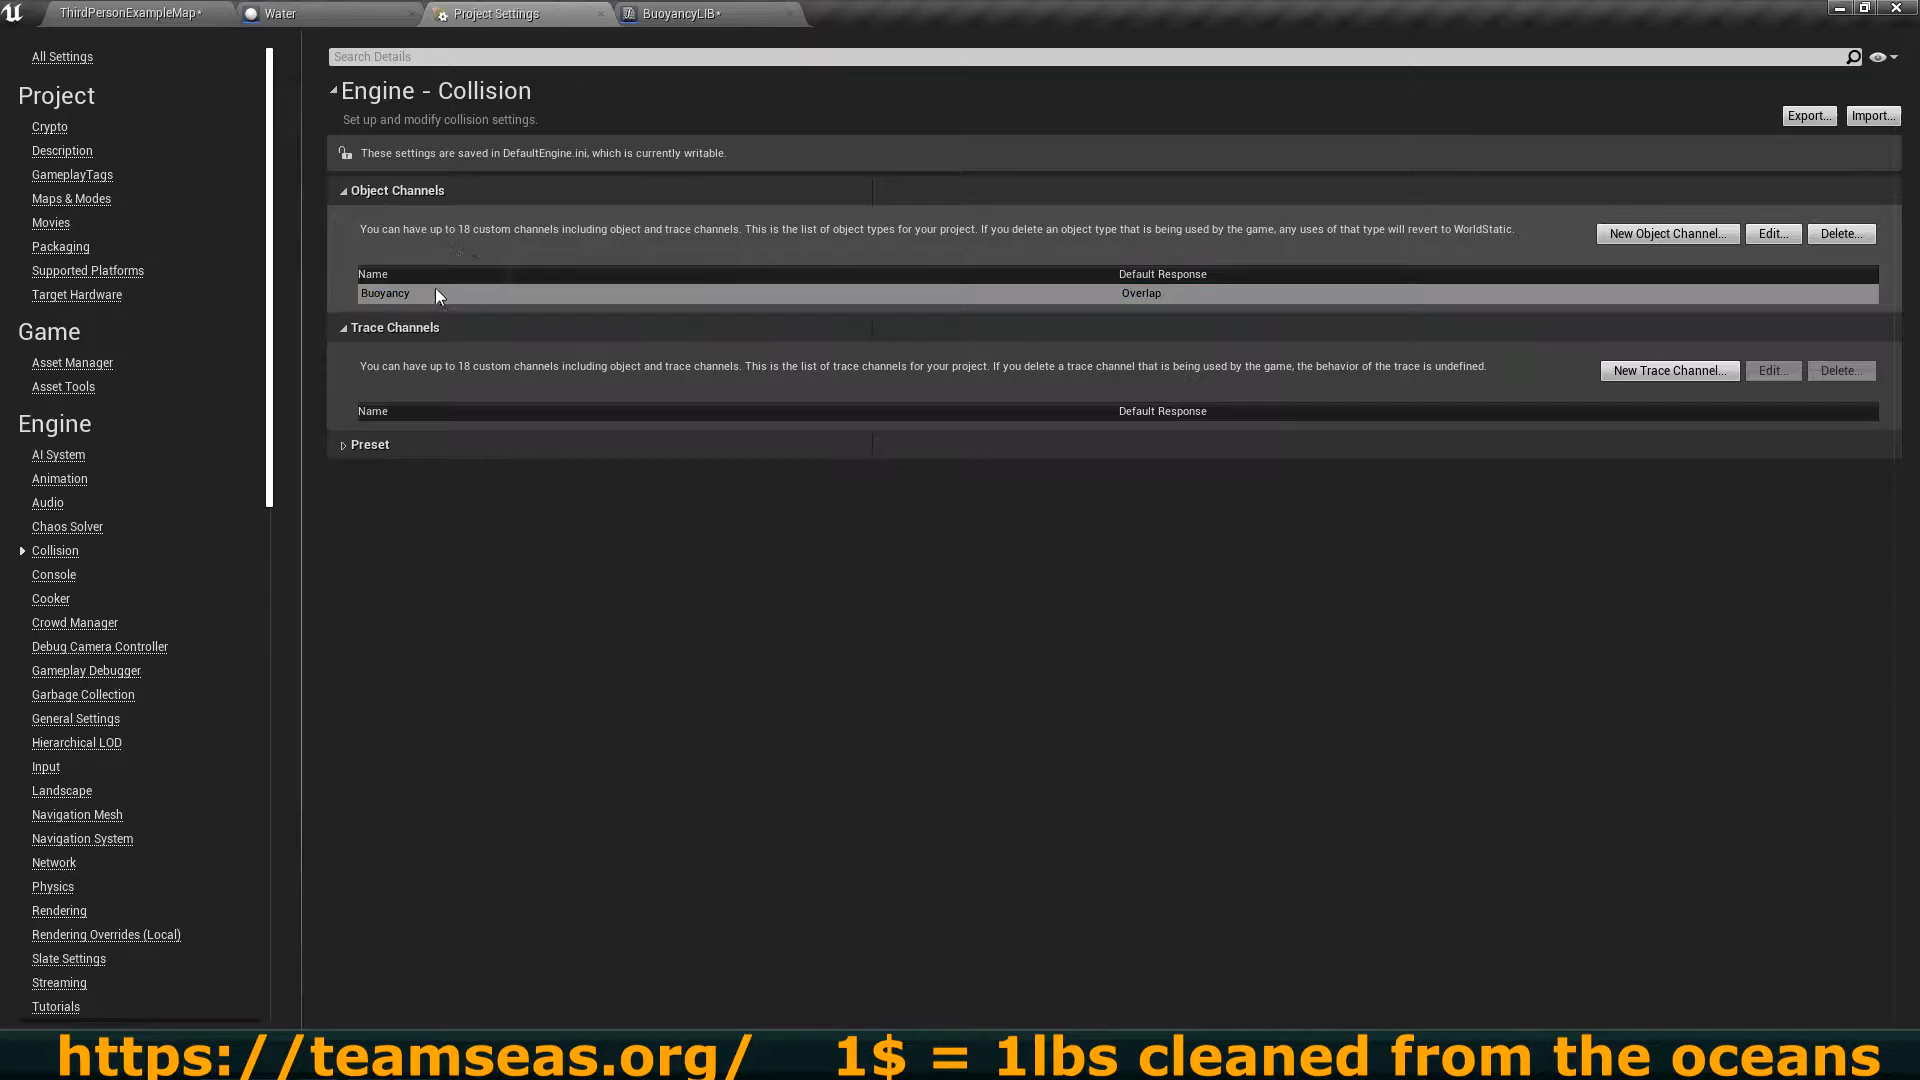 ThirdPersonExampleMap*
Water
Project Settings
BuoyancyLIB*
All Settings
Project
Crypto
Description
GameplayTags
Maps & Modes
Movies
Packaging
Supported Platforms
Target Hardware
Game
Asset Manager
Asset Tools
Engine
AI System
Animation
Audio
Chaos Solver
Collision
Console
Cooker
Crowd Manager
Debug Camera Controller
Gameplay Debugger
Garbage Collection
General Settings
Hierarchical LOD
Input
Landscape
Navigation Mesh
Navigation System
Network
Physics
Rendering
Rendering Overrides (Local)
Slate Settings
Streaming
Tutorials
Search Details
Engine - Collision
Set up and modify collision settings.
Export...
Import...
These settings are saved in DefaultEngine.ini, which is currently writable.
Object Channels
You can have up to 18 custom channels including object and trace channels. This is the list of object types for your project. If you delete an object type that is being used by the game, any uses of that type will revert to WorldStatic.
New Object Channel...
Edit...
Delete...
Name
Default Response
Buoyancy
Overlap
Trace Channels
You can have up to 18 custom channels including object and trace channels. This is the list of trace channels for your project. If you delete a trace channel that is being used by the game, the behavior of the trace is undefined.
New Trace Channel...
Edit...
Delete...
Name
Default Response
Preset
https://teamseas.org/ 1$ = 1lbs cleaned from the oceans